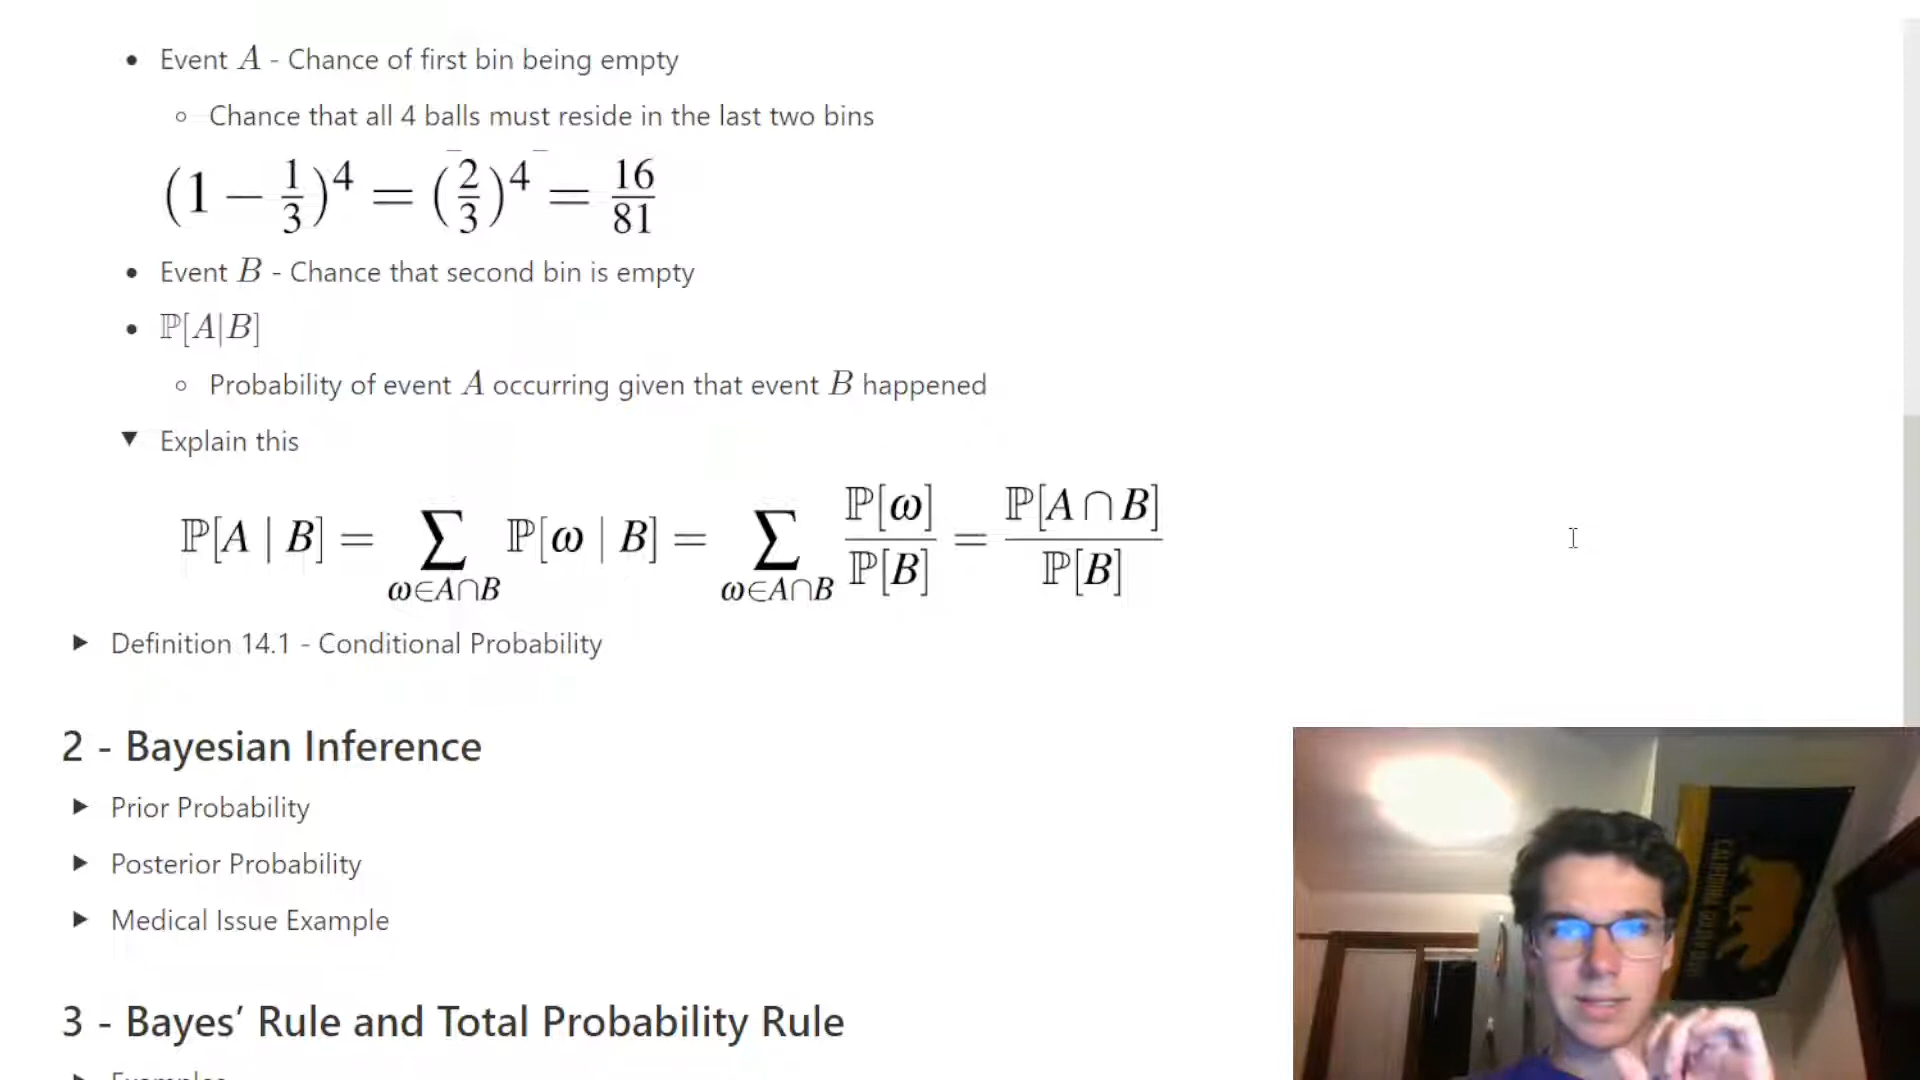 • Event A - Chance of first bin being empty
◦ Chance that all 4 balls must reside in the last two bins
(1 − 1/3)^4 = (2/3)^4 = 16/81
• Event B - Chance that second bin is empty
• ℙ[A|B]
◦ Probability of event A occurring given that event B happened
▼ Explain this
ℙ[A | B] = ∑_{ω∈A∩B} ℙ[ω | B] = ∑_{ω∈A∩B} ℙ[ω]/ℙ[B] = ℙ[A∩B]/ℙ[B]
▶ Definition 14.1 - Conditional Probability
2 - Bayesian Inference
▶ Prior Probability
▶ Posterior Probability
▶ Medical Issue Example
3 - Bayes’ Rule and Total Probability Rule
CALIFORNIA